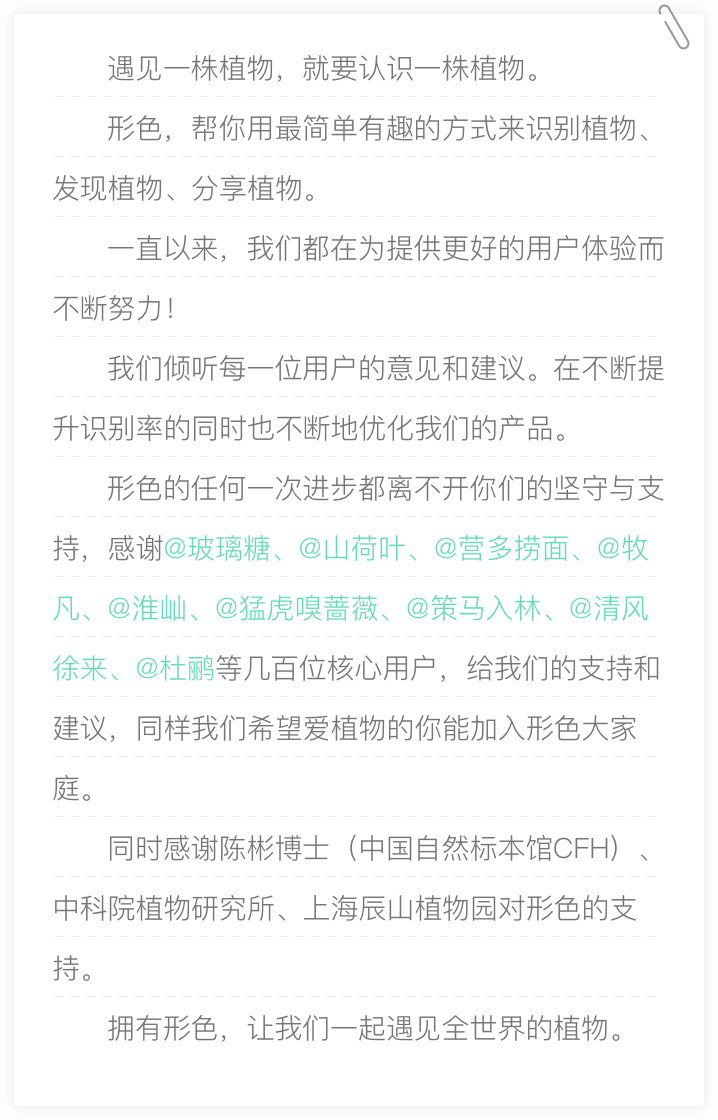 遇见一株植物，就要认识一株植物。
形色，帮你用最简单有趣的方式来识别植物、
发现植物、分享植物。
一直以来，我们都在为提供更好的用户体验而
不断努力！
我们倾听每一位用户的意见和建议。在不断提
升识别率的同时也不断地优化我们的产品。
形色的任何一次进步都离不开你们的坚守与支
持，感谢@玻璃糖、@山荷叶、@营多捞面、@牧
凡、@淮屾、@猛虎嗅蔷薇、@策马入林、@清风
徐来、@杜鹂等几百位核心用户，给我们的支持和
建议，同样我们希望爱植物的你能加入形色大家
庭。
同时感谢陈彬博士（中国自然标本馆CFH）、
中科院植物研究所、上海辰山植物园对形色的支
持。
拥有形色，让我们一起遇见全世界的植物。